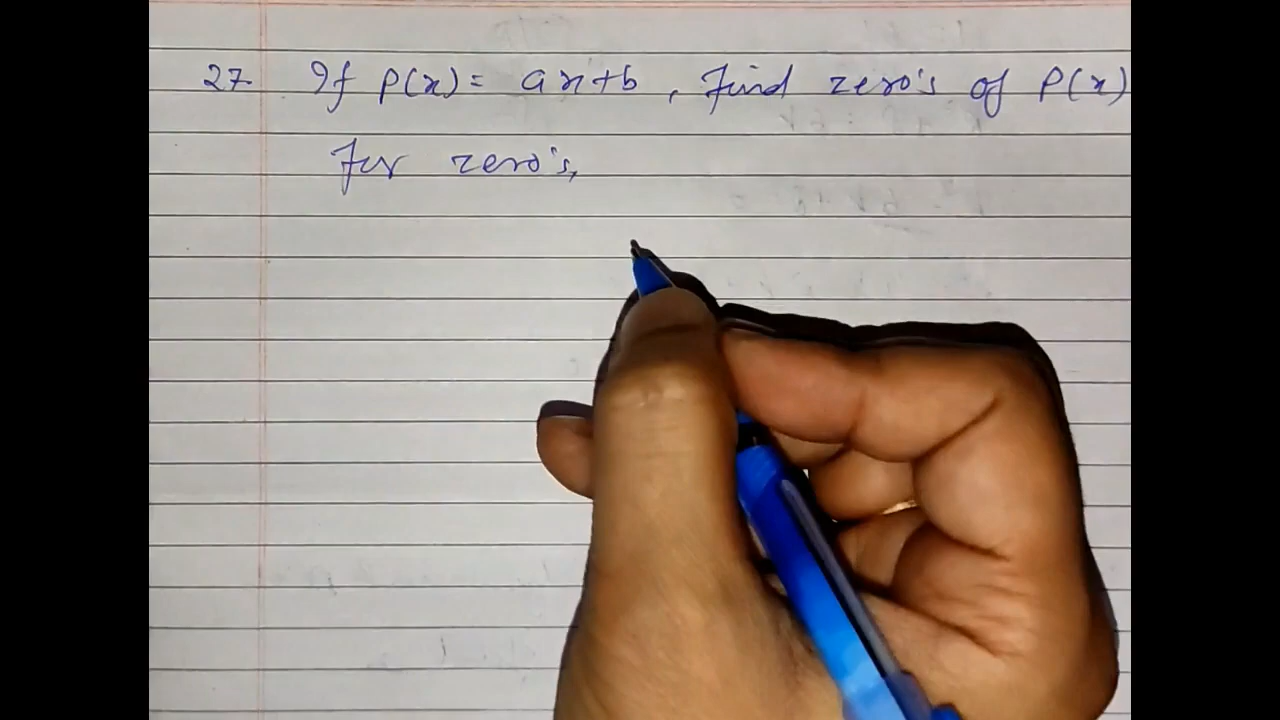 27. If P(x) = ax+b , find zero's of P(x)
For zero's,